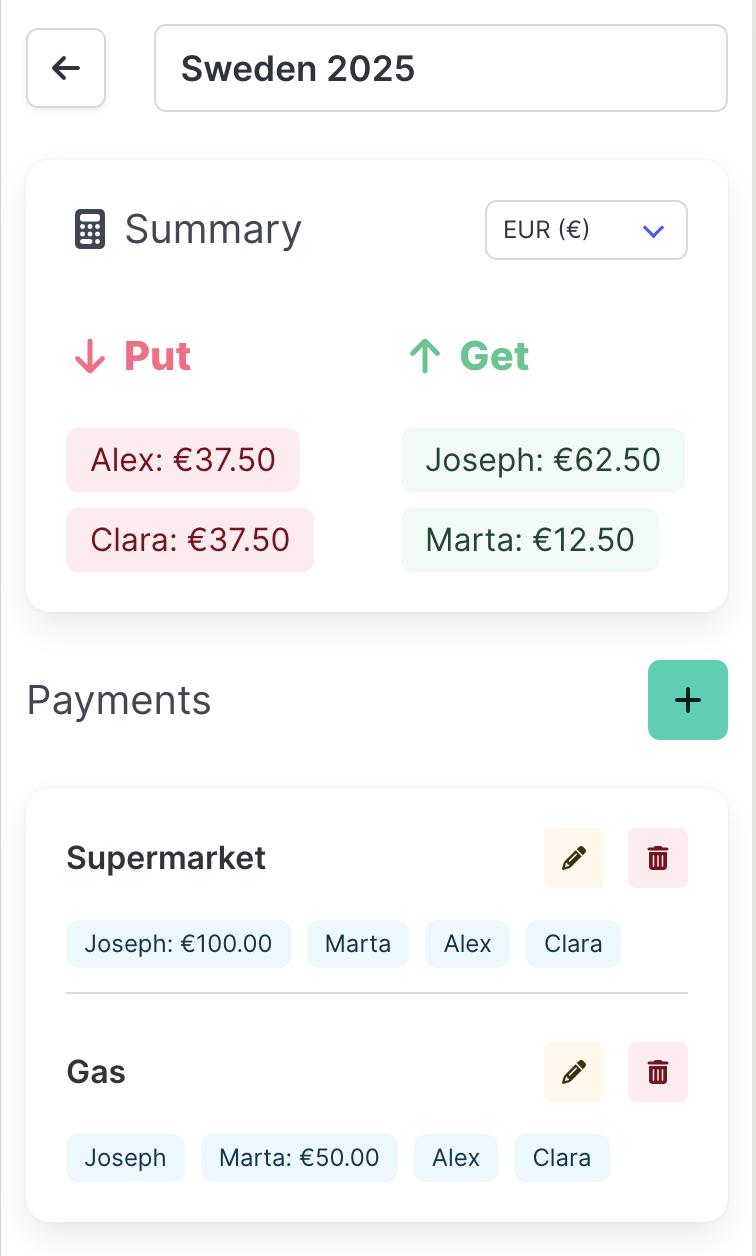 Sweden 2025
Summary
EUR (€)
Put
Get
Alex: €37.50
Joseph: €62.50
Clara: €37.50
Marta: €12.50
Payments
Supermarket
Joseph: €100.00 Marta Alex Clara
Gas
Joseph Marta: €50.00 Alex Clara